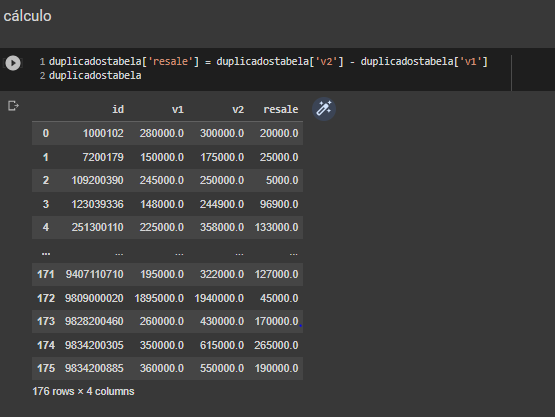 cálculo
1 duplicadostabela['resale'] = duplicadostabela['v2'] - duplicadostabela['v1']
2 duplicadostabela
id v1 v2 resale
0 1000102 280000.0 300000.0 20000.0
1 7200179 150000.0 175000.0 25000.0
2 109200390 245000.0 250000.0 5000.0
3 123039336 148000.0 244900.0 96900.0
4 251300110 225000.0 358000.0 133000.0
... ... ... ... ...
171 9407110710 195000.0 322000.0 127000.0
172 9809000020 1895000.0 1940000.0 45000.0
173 9828200460 260000.0 430000.0 170000.0
174 9834200305 350000.0 615000.0 265000.0
175 9834200885 360000.0 550000.0 190000.0
176 rows × 4 columns